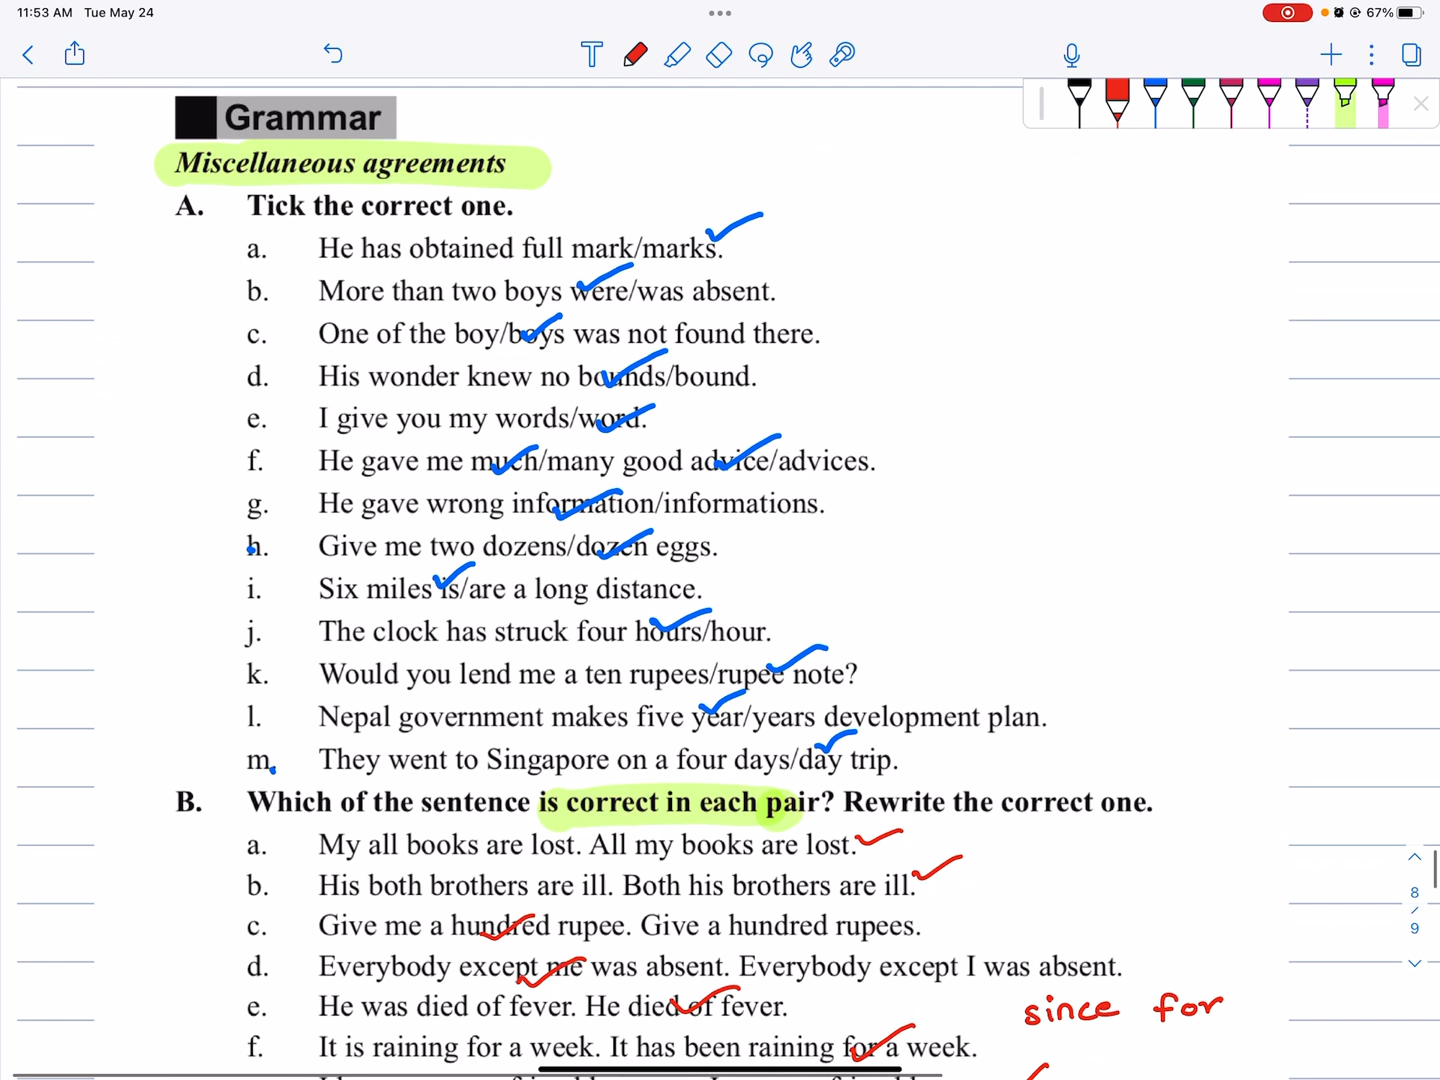 11:53 AM Tue May 24
67%
Grammar
Miscellaneous agreements
A. Tick the correct one.
a. He has obtained full mark/marks.
b. More than two boys were/was absent.
c. One of the boy/boys was not found there.
d. His wonder knew no bounds/bound.
e. I give you my words/word.
f. He gave me much/many good advice/advices.
g. He gave wrong information/informations.
h. Give me two dozens/dozen eggs.
i. Six miles is/are a long distance.
j. The clock has struck four hours/hour.
k. Would you lend me a ten rupees/rupee note?
l. Nepal government makes five year/years development plan.
m. They went to Singapore on a four days/day trip.
B. Which of the sentence is correct in each pair? Rewrite the correct one.
a. My all books are lost. All my books are lost.
b. His both brothers are ill. Both his brothers are ill.
c. Give me a hundred rupee. Give a hundred rupees.
d. Everybody except me was absent. Everybody except I was absent.
e. He was died of fever. He died of fever.
since for
f. It is raining for a week. It has been raining for a week.
8
/
9